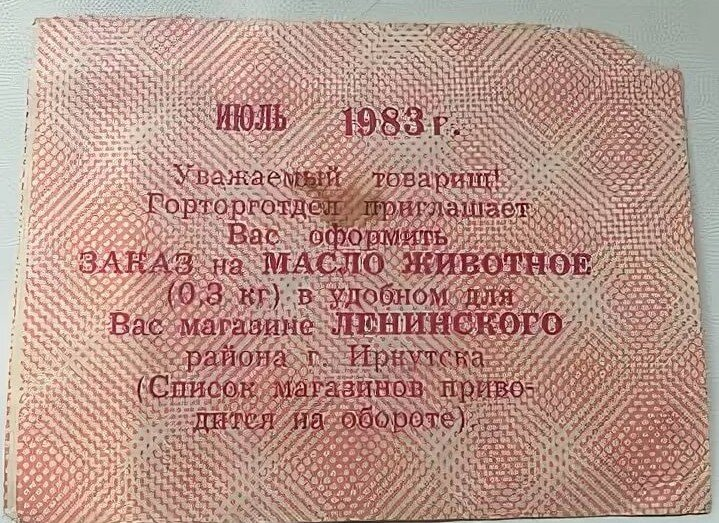 ИЮЛЬ 1983 г.
Уважаемый товарищ!
Горторготдел приглашает
Вас оформить
ЗАКАЗ на МАСЛО ЖИВОТНОЕ
(0,3 кг) в удобном для
Вас магазине ЛЕНИНСКОГО
района г. Иркутска
(Список магазинов приво-
дится на обороте).